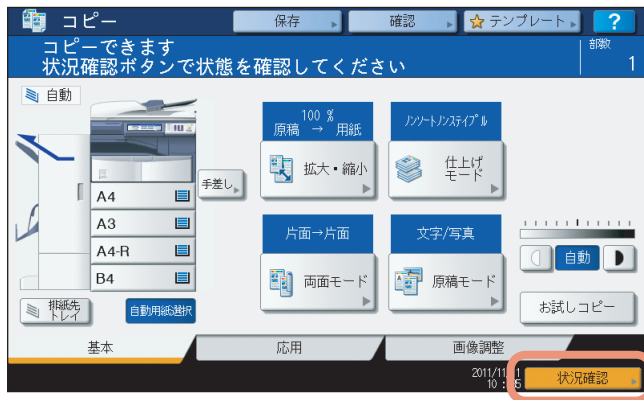 コピー
保存
確認
テンプレート
?
コピーできます
状況確認ボタンで状態を確認してください
部数
1
自動
100 %
原稿 → 用紙
ノンソートノンステイプル
拡大・縮小
仕上げ
モード
手差し
A4
A3
A4-R
B4
片面→片面
文字/写真
両面モード
原稿モード
自動
排紙先
トレイ
自動用紙選択
お試しコピー
基本
応用
画像調整
2011/11
10 :
状況確認